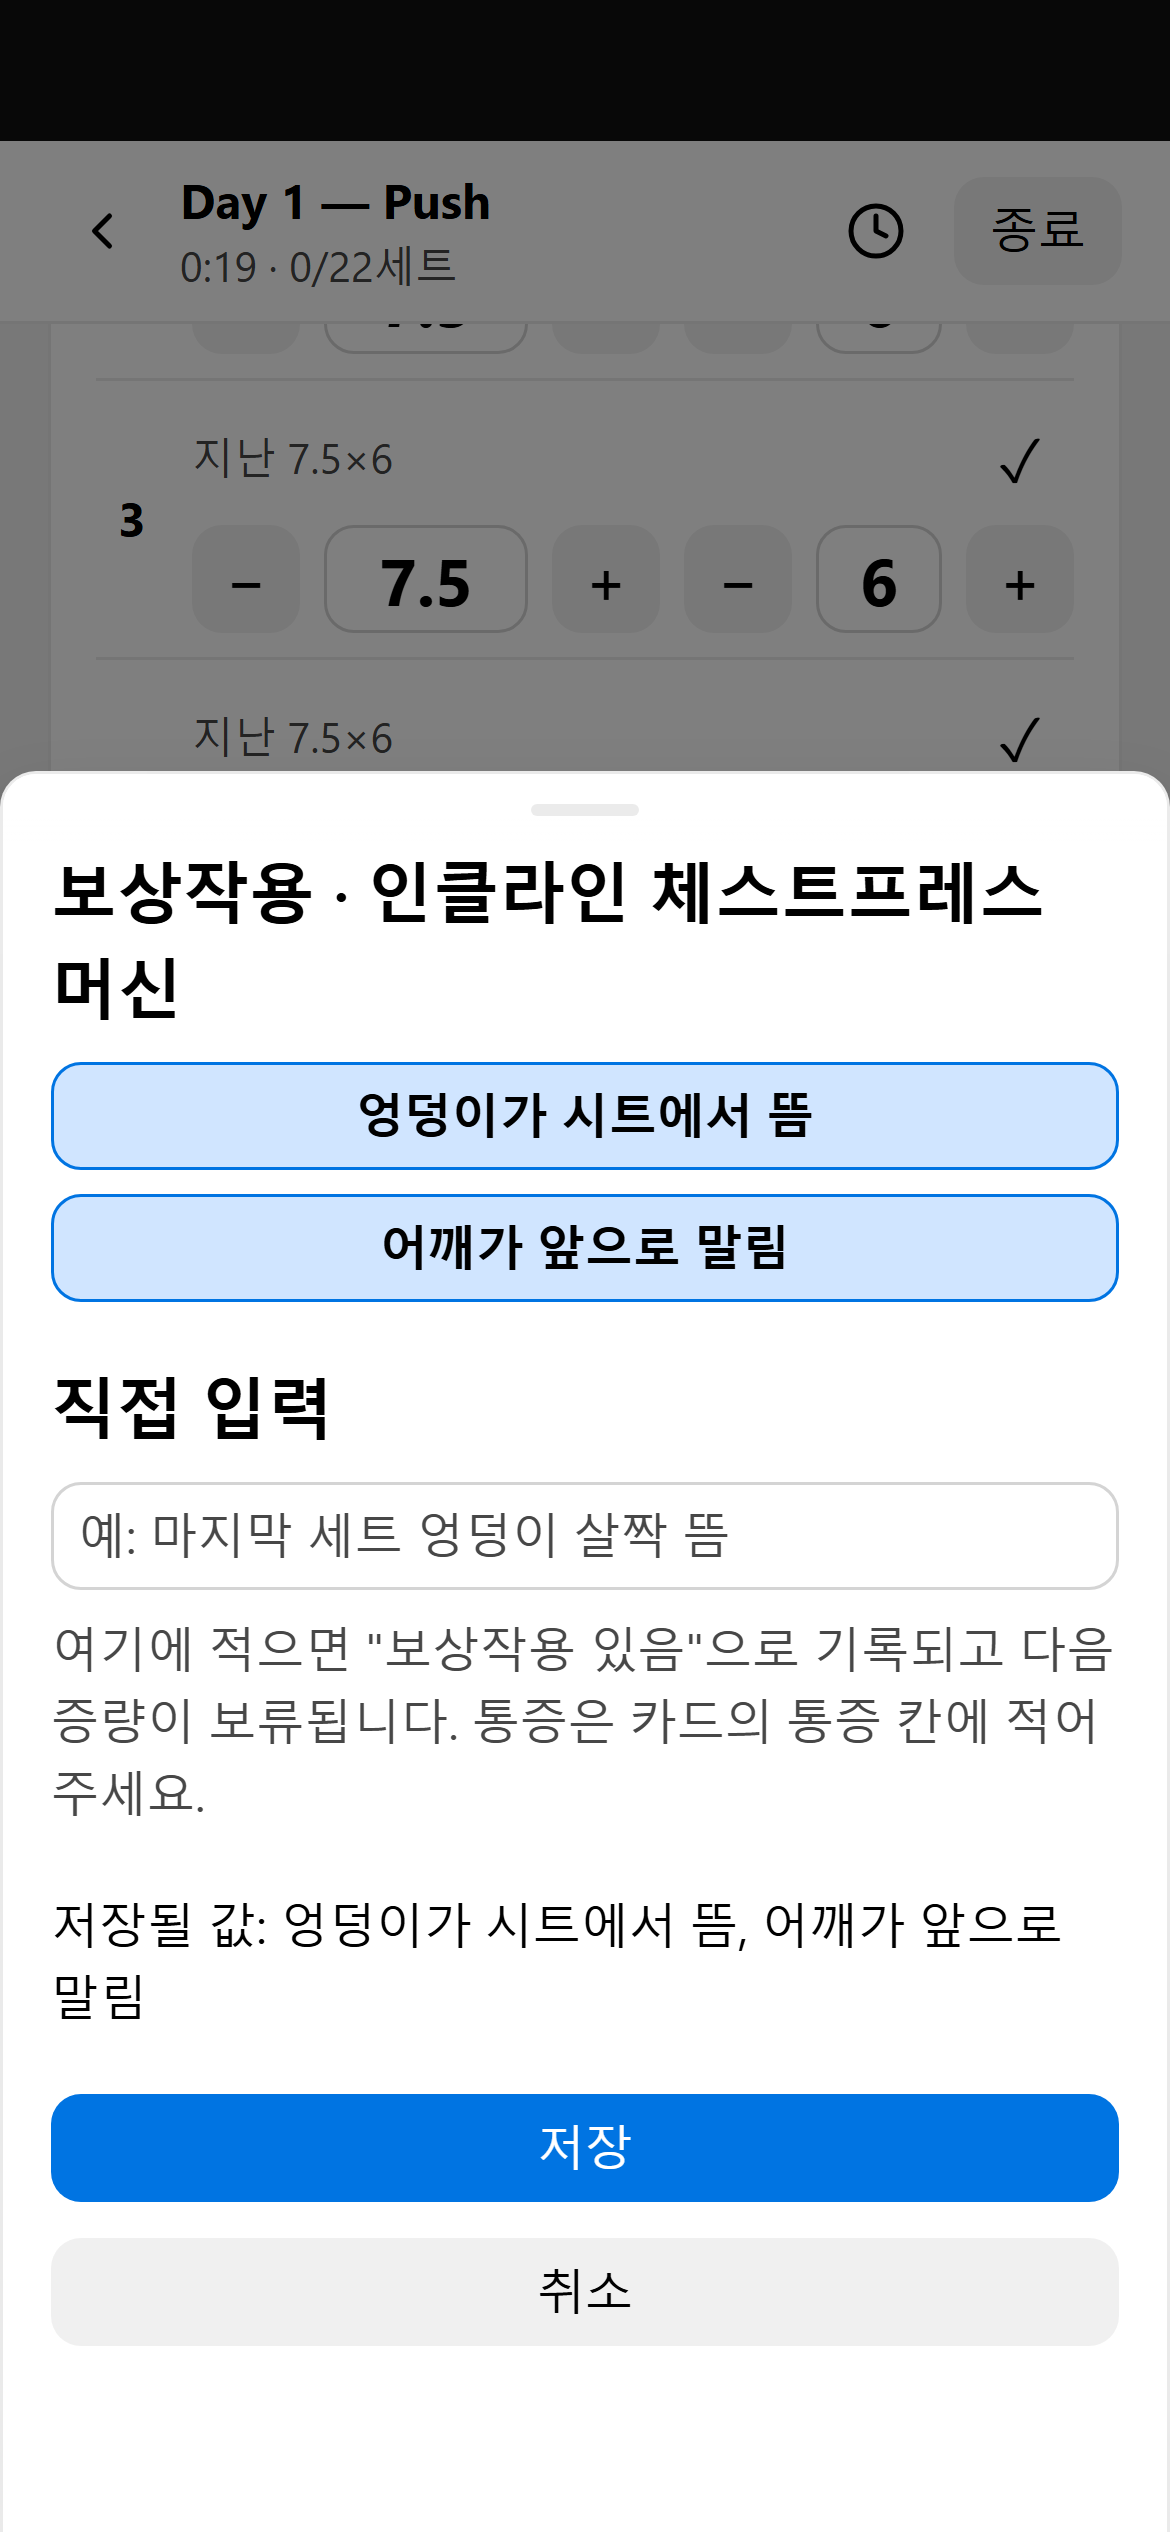 Day 1 — Push
0:19 · 0/22세트
종료
지난 7.5×6
✓
3
− 7.5 + − 6 +
지난 7.5×6
✓
보상작용 · 인클라인 체스트프레스
머신
엉덩이가 시트에서 뜸
어깨가 앞으로 말림
직접 입력
예: 마지막 세트 엉덩이 살짝 뜸
여기에 적으면 "보상작용 있음"으로 기록되고 다음
증량이 보류됩니다. 통증은 카드의 통증 칸에 적어
주세요.
저장될 값: 엉덩이가 시트에서 뜸, 어깨가 앞으로
말림
저장
취소